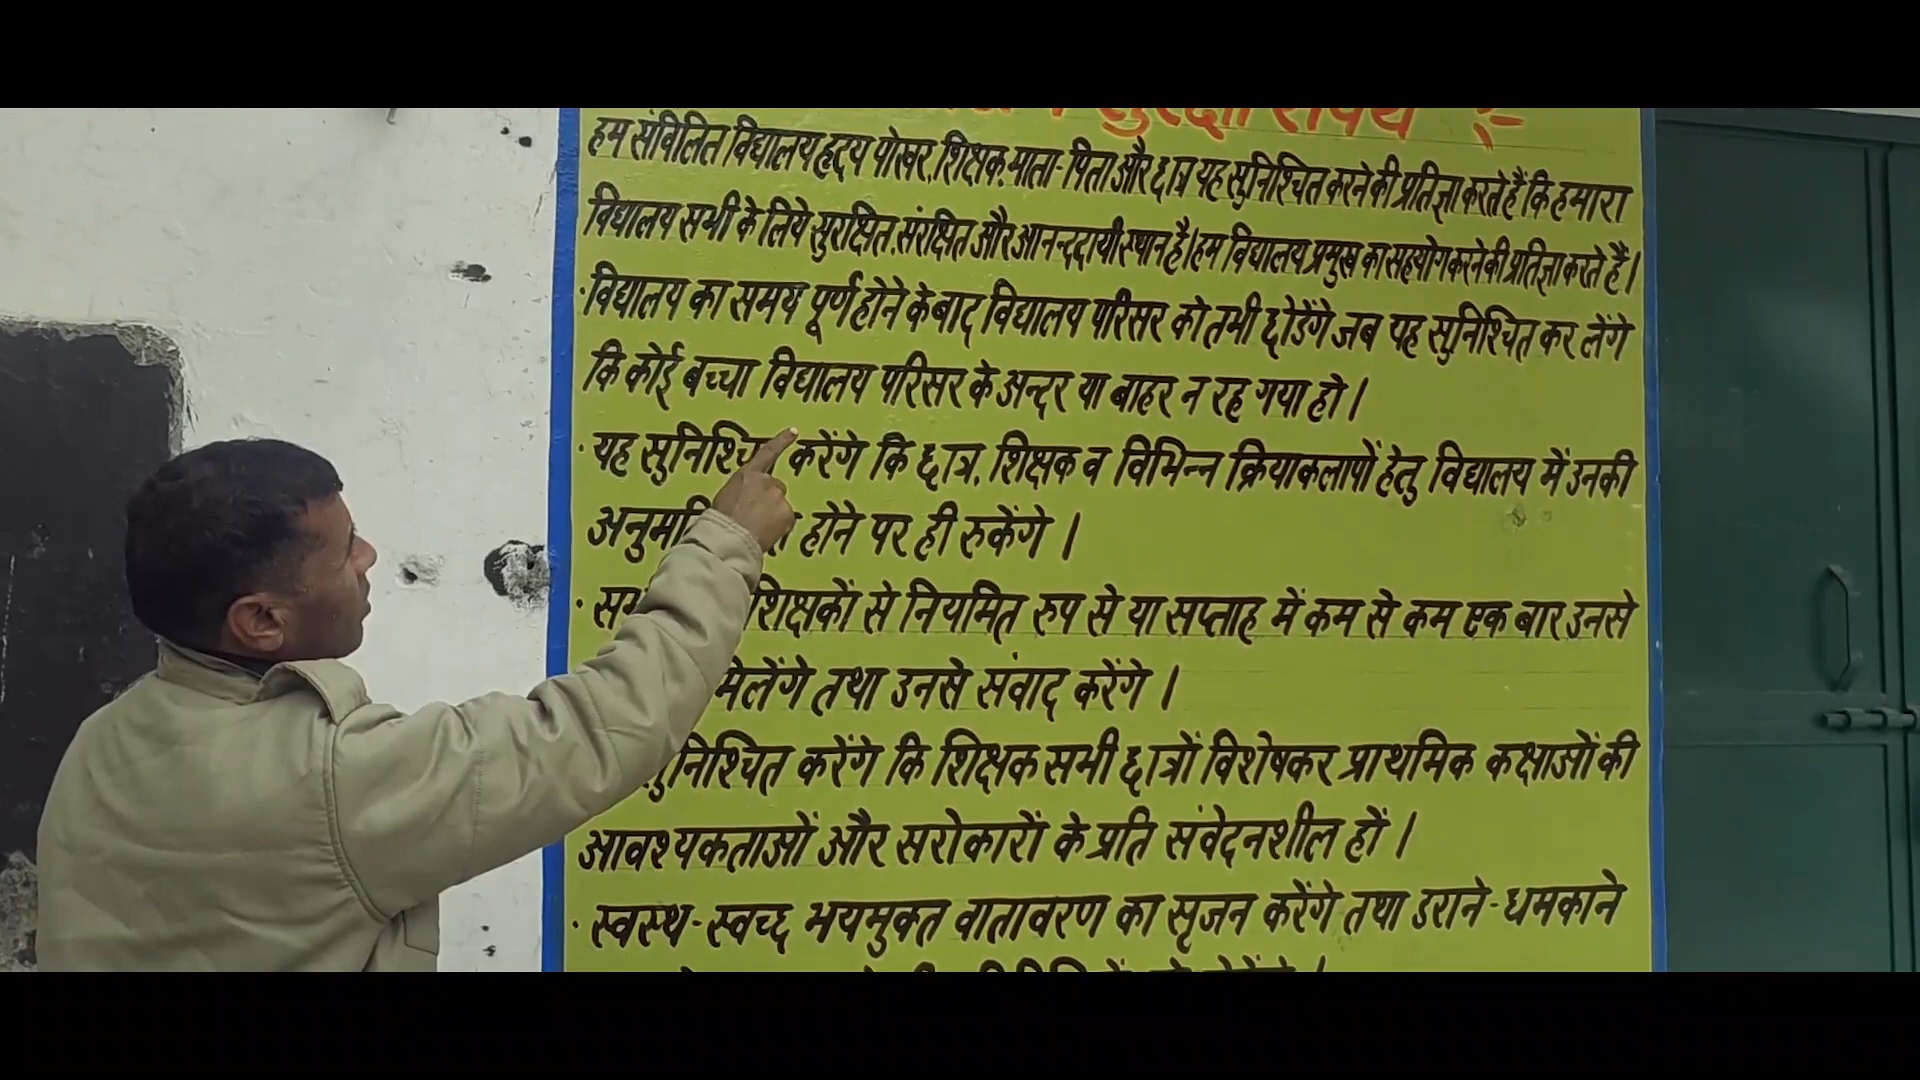 सुरक्षा शपथ :-
हम संविलित विद्यालय हृदय पोखर, शिक्षक, माता-पिता और छात्र यह सुनिश्चित करने की प्रतिज्ञा करते हैं कि हमारा
विद्यालय सभी के लिये सुरक्षित, संरक्षित और आनन्ददायी स्थान है। हम विद्यालय प्रमुख का सहयोग करने की प्रतिज्ञा करते हैं।
· विद्यालय का समय पूर्ण होने के बाद विद्यालय परिसर को तभी छोडेंगे जब यह सुनिश्चित कर लेंगे
कि कोई बच्चा विद्यालय परिसर के अन्दर या बाहर न रह गया हो।
· यह सुनिश्चित करेंगे कि छात्र, शिक्षक व विभिन्न क्रियाकलापों हेतु विद्यालय में उनकी
होने पर ही रुकेंगे।
· शिक्षकों से नियमित रुप से या सप्ताह में कम से कम एक बार उनसे
मिलेंगे तथा उनसे संवाद करेंगे।
सुनिश्चित करेंगे कि शिक्षक सभी छात्रों विशेषकर प्राथमिक कक्षाओं की
आवश्यकताओं और सरोकारों के प्रति संवेदनशील हों।
· स्वस्थ-स्वच्छ भयमुक्त वातावरण का सृजन करेंगे तथा डराने-धमकाने